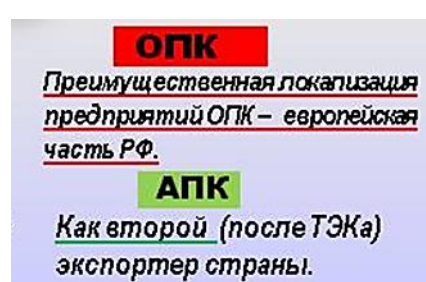 ОПК
Преимущественная локализация
предприятий ОПК – европейская
часть РФ.
АПК
Как второй (после ТЭКа)
экспортер страны.